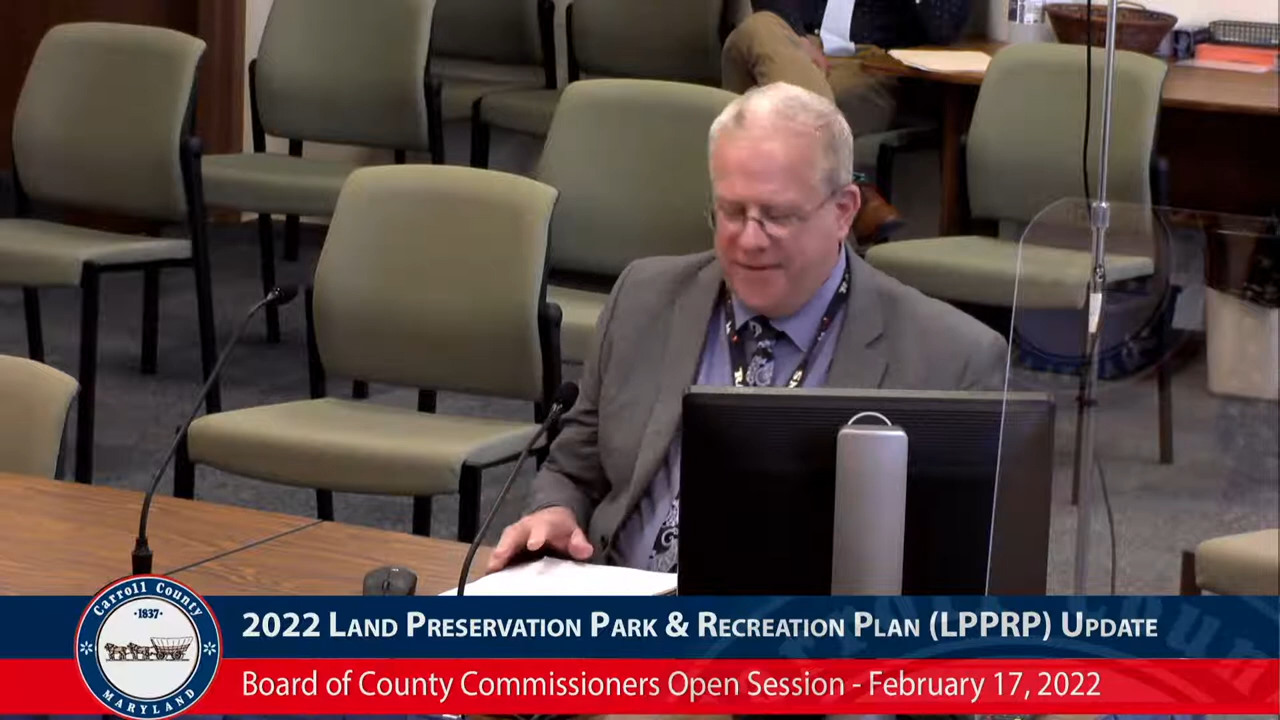 Carroll County
·1837·
MARYLAND
2022 LAND PRESERVATION PARK & RECREATION PLAN (LPPRP) UPDATE
Board of County Commissioners Open Session - February 17, 2022